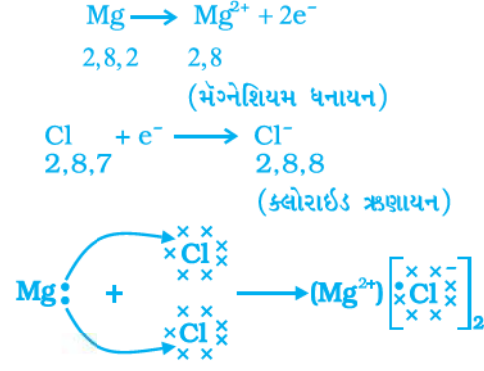 Mg ⟶ Mg²⁺ + 2e⁻
2,8,2 2,8
(મૅગ્નેશિયમ ધનાયન)
Cl + e⁻ ⟶ Cl⁻
2,8,7 2,8,8
(ક્લોરાઇડ ઋણાયન)
Mg: + ×Cl ×Cl ⟶ (Mg²⁺) [Cl⁻]₂